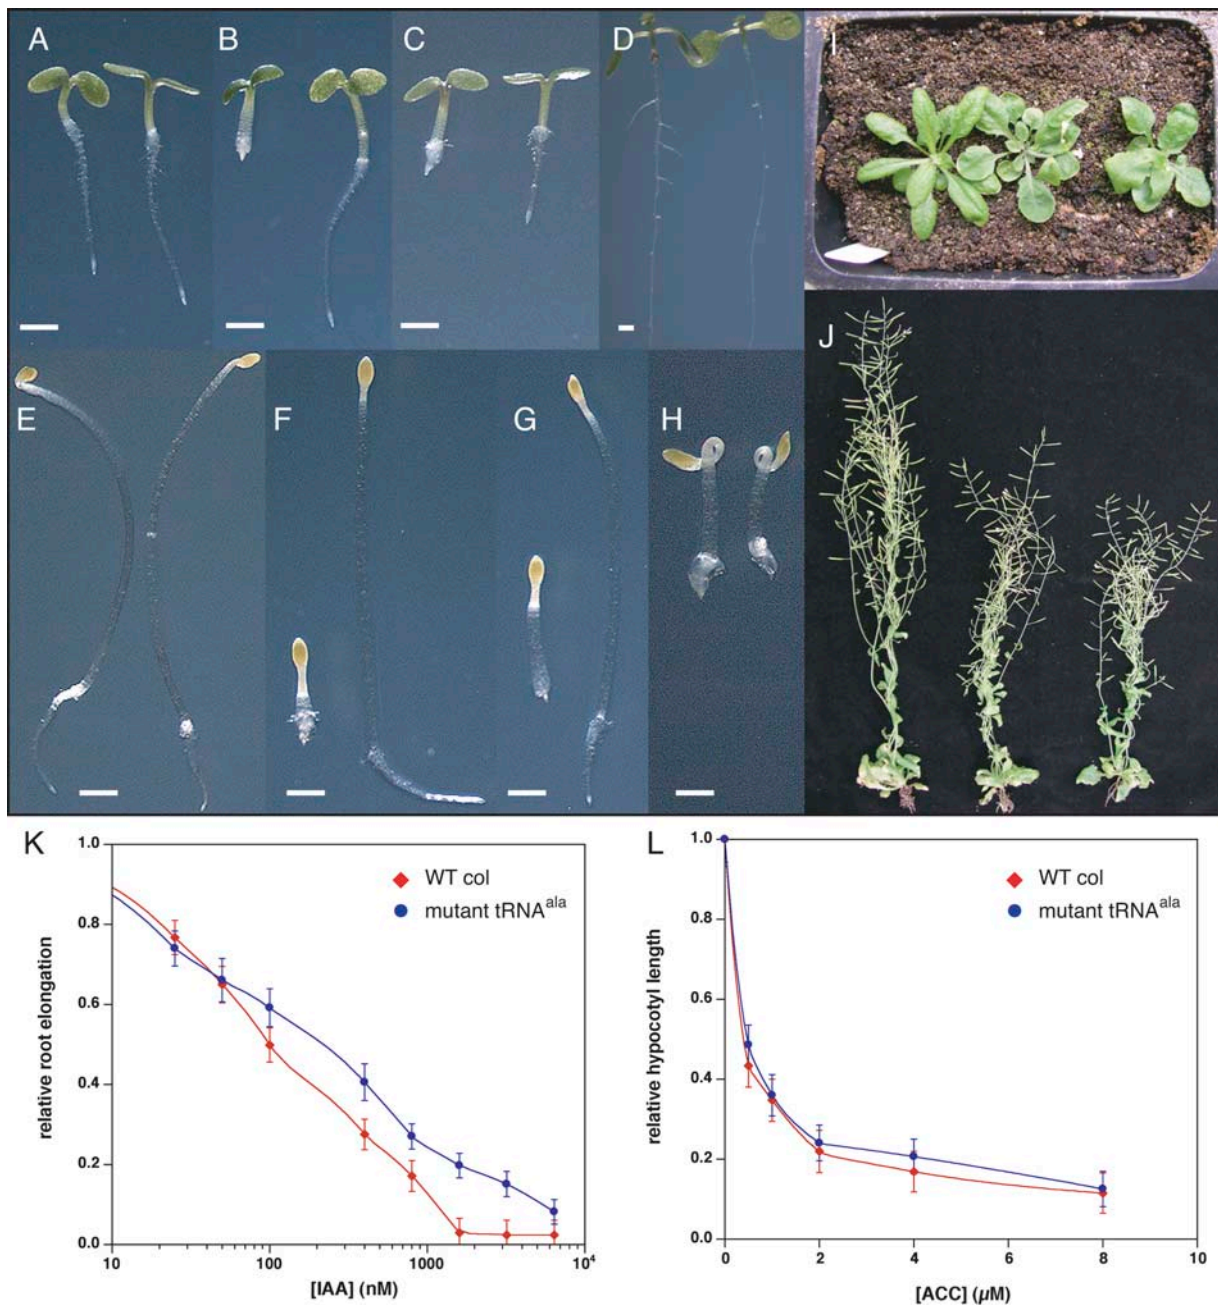 A
B
C
D
I
E
F
G
H
J
K
1.0
0.8
0.6
0.4
0.2
0.0
relative root elongation
WT col
mutant tRNAᵃˡᵃ
10
100
1000
10⁴
[IAA] (nM)
L
1.0
0.8
0.6
0.4
0.2
0.0
relative hypocotyl length
WT col
mutant tRNAᵃˡᵃ
0
2
4
6
8
10
[ACC] (µM)